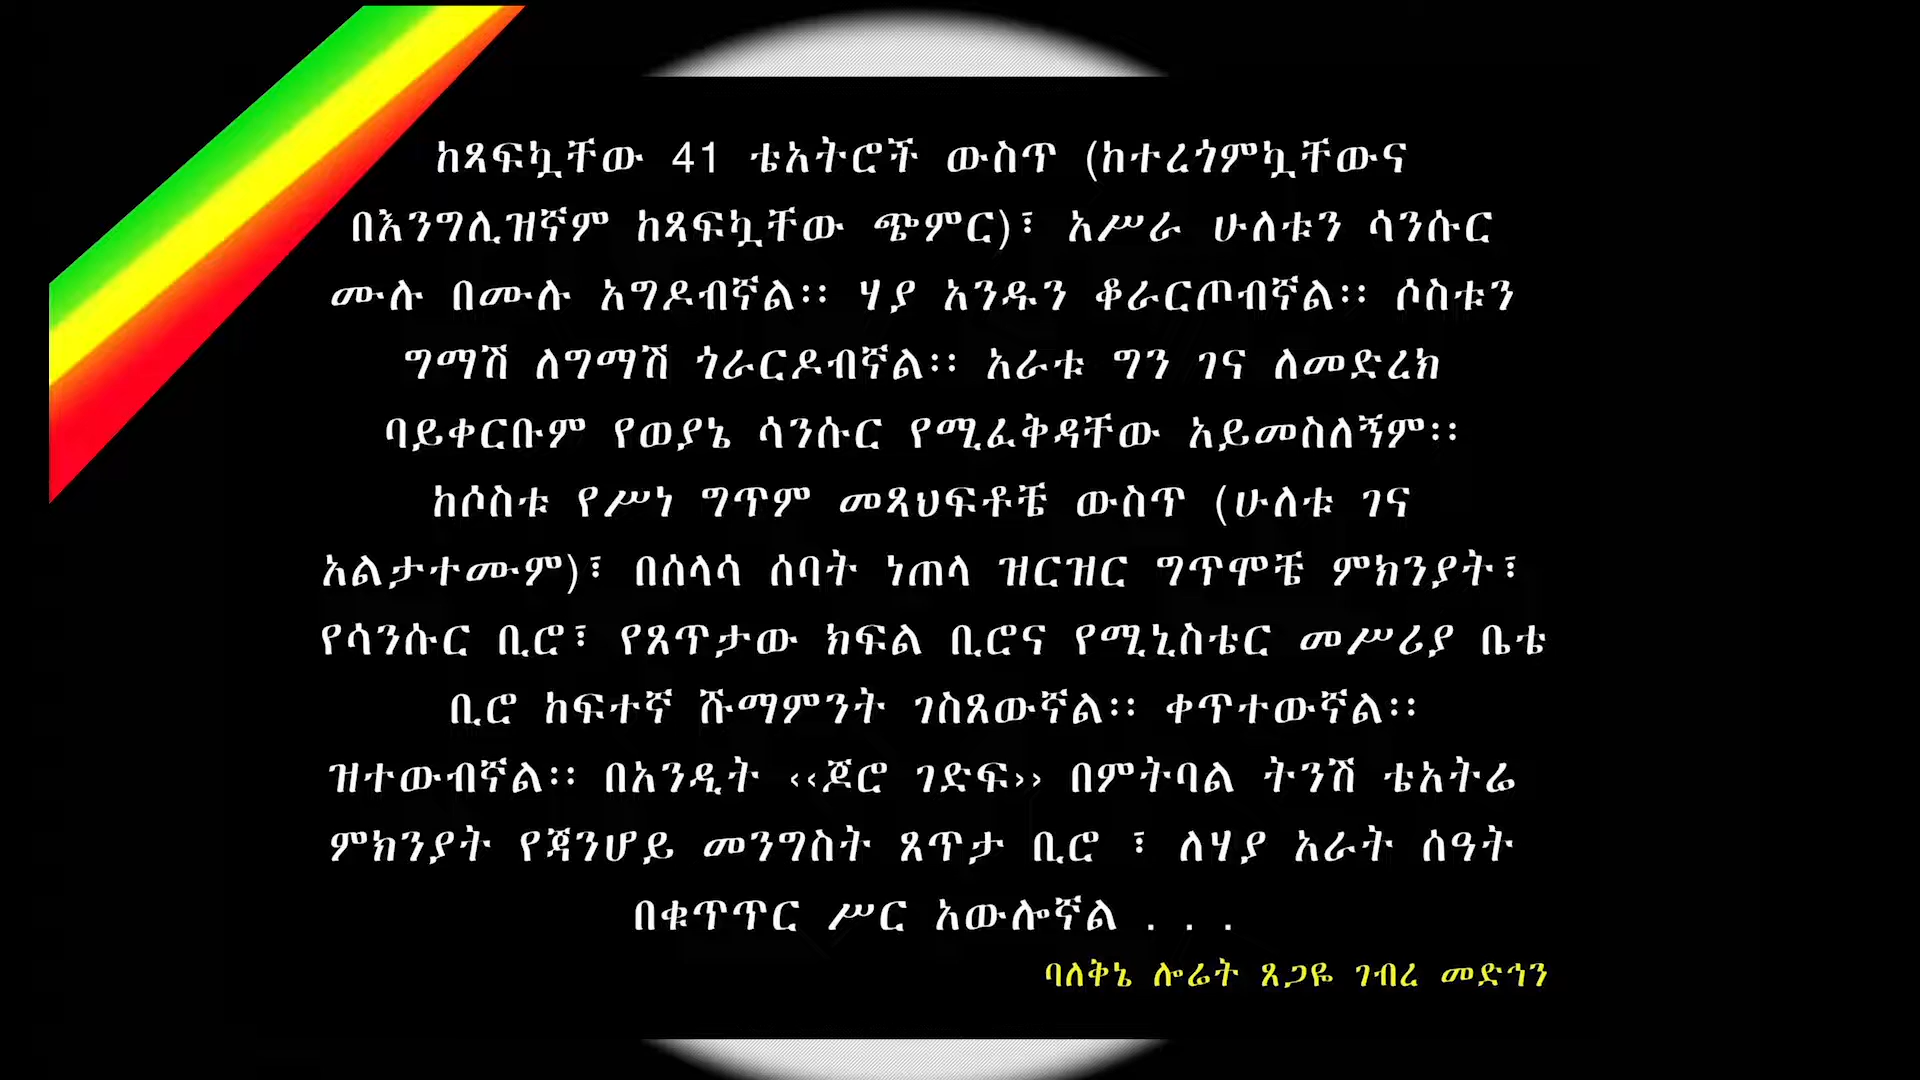 ከጻፍኳቸው 41 ቴአትሮች ውስጥ (ከተረጎምኳቸውና
በእንግሊዝኛም ከጻፍኳቸው ጭምር)፣ አሥራ ሁለቱን ሳንሱር
ሙሉ በሙሉ አግዶብኛል፡፡ ሃያ አንዱን ቆራርጦብኛል፡፡ ሶስቱን
ግማሽ ለግማሽ ጎራርዶብኛል፡፡ አራቱ ግን ገና ለመድረክ
ባይቀርቡም የወያኔ ሳንሱር የሚፈቅዳቸው አይመስለኝም፡፡
ከሶስቱ የሥነ ግጥም መጻህፍቶቼ ውስጥ (ሁለቱ ገና
አልታተሙም)፣ በሰላሳ ሰባት ነጠላ ዝርዝር ግጥሞቼ ምክንያት፣
የሳንሱር ቢሮ፣ የጸጥታው ክፍል ቢሮና የሚኒስቴር መሥሪያ ቤቴ
ቢሮ ከፍተኛ ሹማምንት ገስጸውኛል፡፡ ቀጥተውኛል፡፡
ዝተውብኛል፡፡ በአንዲት ‹‹ጆሮ ገድፍ›› በምትባል ትንሽ ቴአትሬ
ምክንያት የጃንሆይ መንግስት ጸጥታ ቢሮ ፣ ለሃያ አራት ሰዓት
በቁጥጥር ሥር አውሎኛል . . .
ባለቅኔ ሎሬት ጸጋዬ ገብረ መድኅን